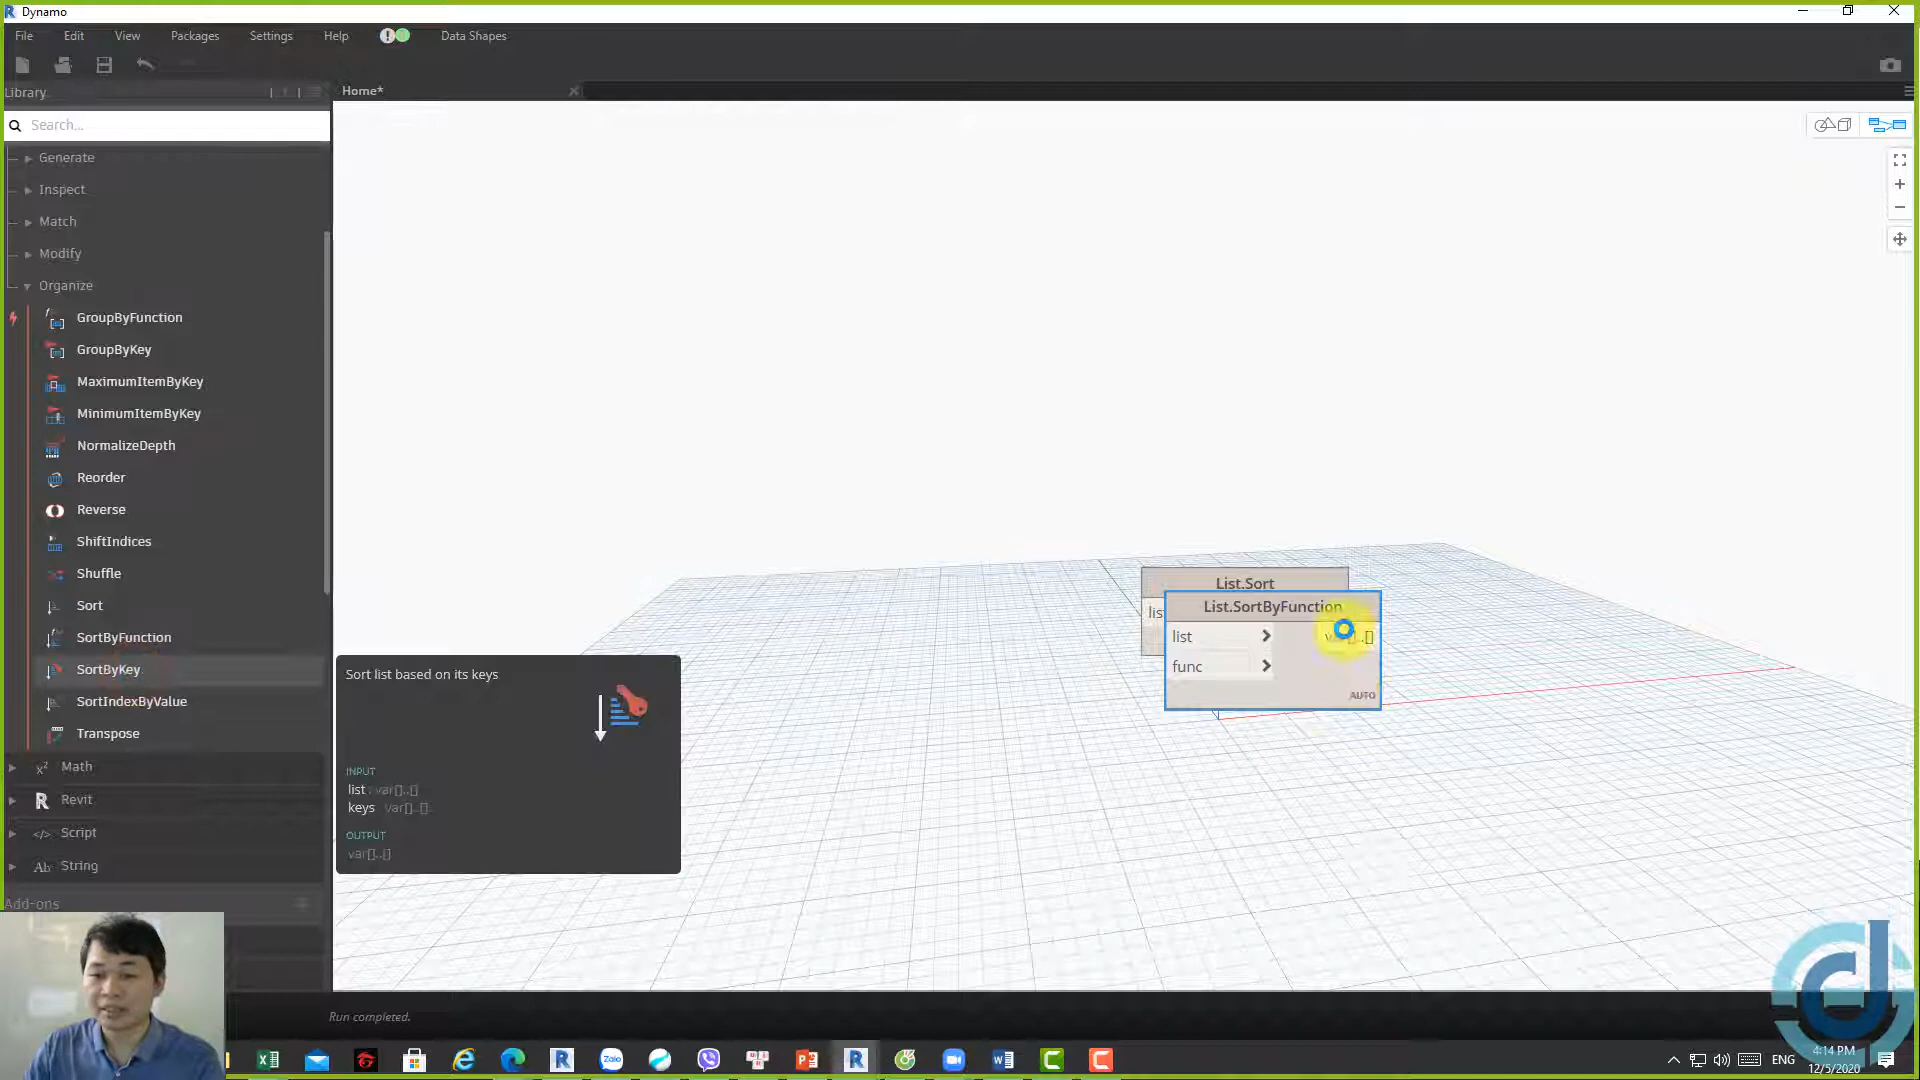 Dynamo
File Edit View Packages Settings Help Data Shapes
Library
Home*
Search...
Generate
Inspect
Match
Modify
Organize
GroupByFunction
GroupByKey
MaximumItemByKey
MinimumItemByKey
NormalizeDepth
Reorder
Reverse
ShiftIndices
Shuffle
Sort
SortByFunction
SortByKey
SortIndexByValue
Transpose
Math
Revit
Script
String
Add-ons
Sort list based on its keys
INPUT
list : var[]..[]
keys var[]..[]
OUTPUT
var[]..[]
List.Sort
List.SortByFunction
list
func
AUTO
Run completed.
ENG
4:14 PM
12/5/2020